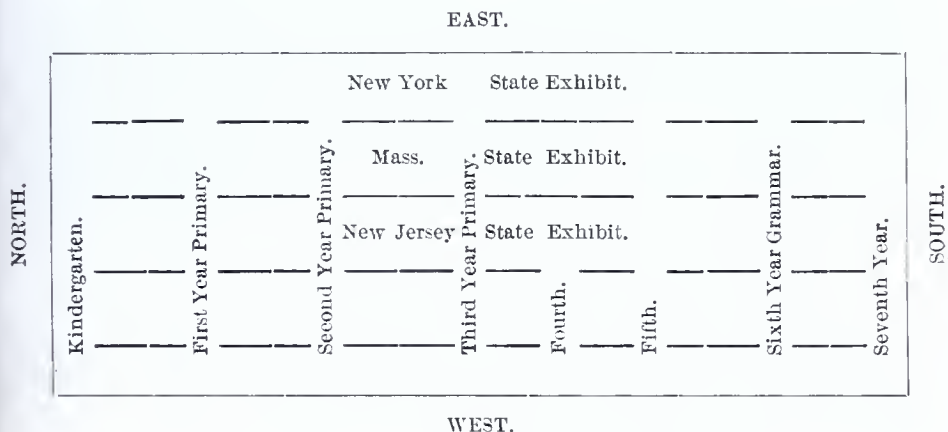 EAST.
New York State Exhibit.
Mass. State Exhibit.
New Jersey State Exhibit.
NORTH.
Kindergarten.
First Year Primary.
Second Year Primary.
Third Year Primary.
Fourth.
Fifth.
Sixth Year Grammar.
Seventh Year.
SOUTH.
WEST.